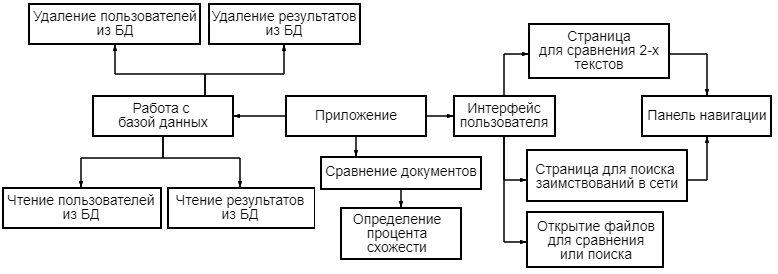 Удаление пользователей
из БД
Удаление результатов
из БД
Страница
для сравнения 2-х
текстов
Работа с
базой данных
Приложение
Интерфейс
пользователя
Панель навигации
Сравнение документов
Страница для поиска
заимствований в сети
Чтение пользователей
из БД
Чтение результатов
из БД
Определение
процента
схожести
Открытие файлов
для сравнения
или поиска